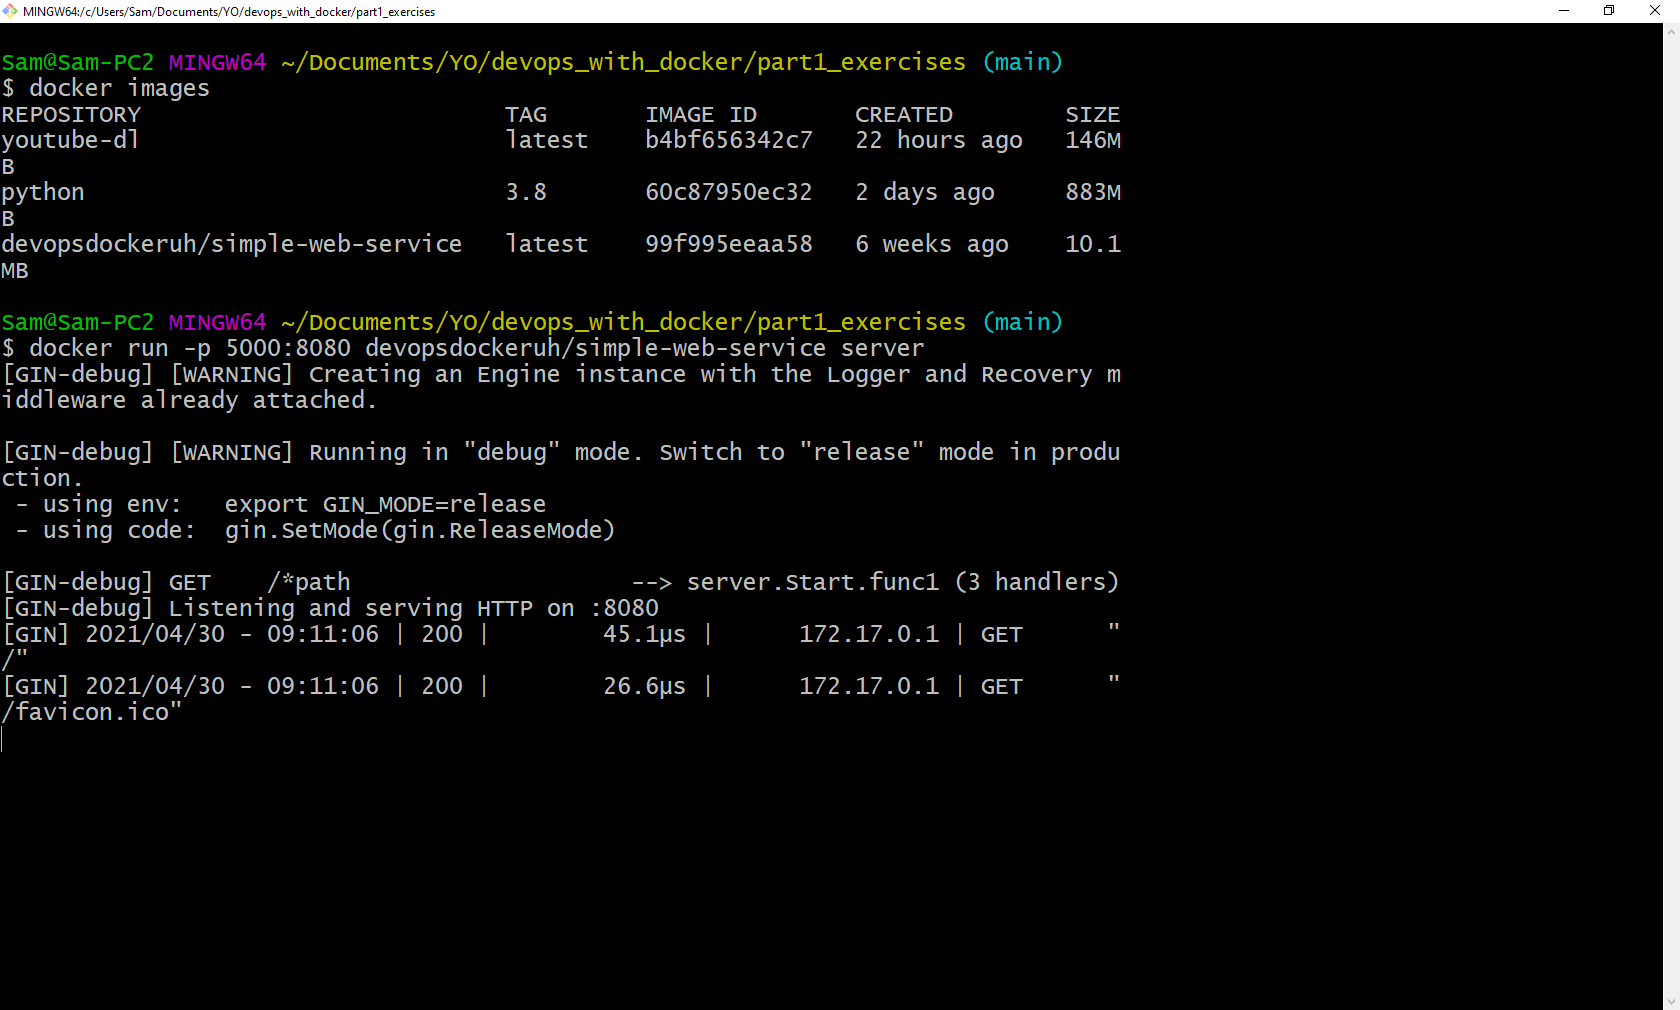 MINGW64:/c/Users/Sam/Documents/YO/devops_with_docker/part1_exercises
Sam@Sam-PC2 MINGW64 ~/Documents/YO/devops_with_docker/part1_exercises (main)
$ docker images
REPOSITORY                          TAG       IMAGE ID       CREATED        SIZE
youtube-dl                          latest    b4bf656342c7   22 hours ago   146M
B
python                              3.8       60c87950ec32   2 days ago     883M
B
devopsdockeruh/simple-web-service   latest    99f995eeaa58   6 weeks ago    10.1
MB
Sam@Sam-PC2 MINGW64 ~/Documents/YO/devops_with_docker/part1_exercises (main)
$ docker run -p 5000:8080 devopsdockeruh/simple-web-service server
[GIN-debug] [WARNING] Creating an Engine instance with the Logger and Recovery m
iddleware already attached.
[GIN-debug] [WARNING] Running in "debug" mode. Switch to "release" mode in produ
ction.
 - using env:   export GIN_MODE=release
 - using code:  gin.SetMode(gin.ReleaseMode)
[GIN-debug] GET    /*path                    --> server.Start.func1 (3 handlers)
[GIN-debug] Listening and serving HTTP on :8080
[GIN] 2021/04/30 - 09:11:06 | 200 |        45.1µs |      172.17.0.1 | GET      "
/"
[GIN] 2021/04/30 - 09:11:06 | 200 |        26.6µs |      172.17.0.1 | GET      "
/favicon.ico"